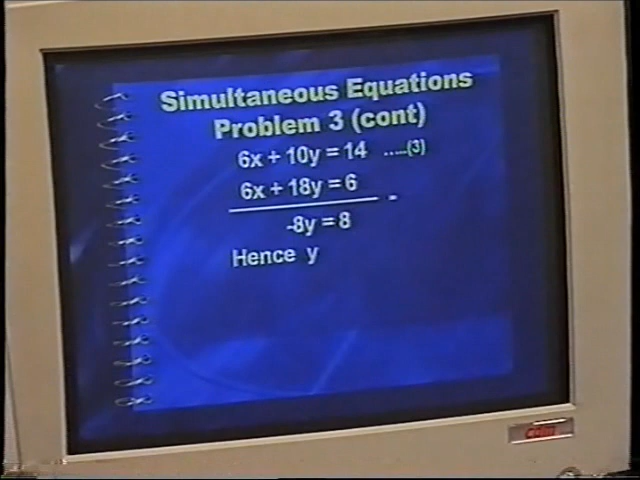 Simultaneous Equations
Problem 3 (cont)
6x + 10y = 14 .....(3)
6x + 18y = 6
-
-8y = 8
Hence y